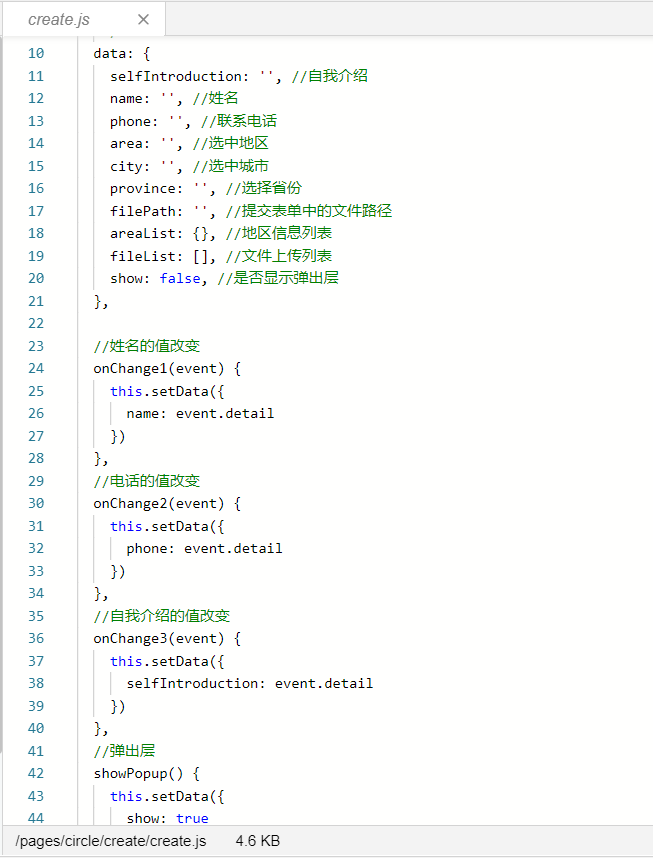 create.js ×
10 data: {
11 selfIntroduction: '', //自我介绍
12 name: '', //姓名
13 phone: '', //联系电话
14 area: '', //选中地区
15 city: '', //选中城市
16 province: '', //选择省份
17 filePath: '', //提交表单中的文件路径
18 areaList: {}, //地区信息列表
19 fileList: [], //文件上传列表
20 show: false, //是否显示弹出层
21 },
22
23 //姓名的值改变
24 onChange1(event) {
25 this.setData({
26 name: event.detail
27 })
28 },
29 //电话的值改变
30 onChange2(event) {
31 this.setData({
32 phone: event.detail
33 })
34 },
35 //自我介绍的值改变
36 onChange3(event) {
37 this.setData({
38 selfIntroduction: event.detail
39 })
40 },
41 //弹出层
42 showPopup() {
43 this.setData({
44 show: true
/pages/circle/create/create.js 4.6 KB